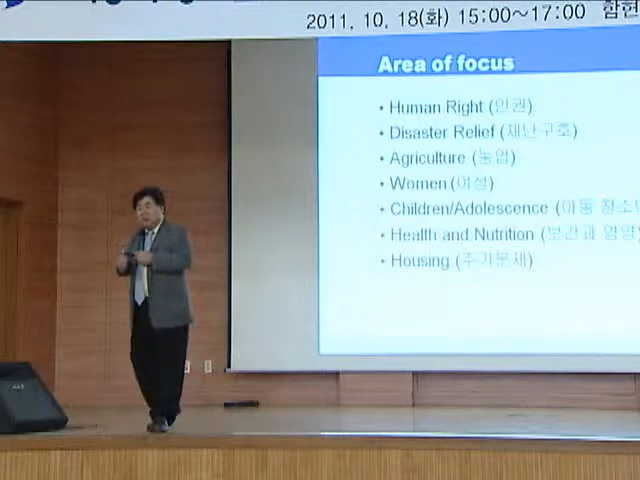 2011. 10. 18(화) 15:00~17:00 함현
Area of focus
• Human Right (인권)
• Disaster Relief (재난구호)
• Agriculture (농업)
• Women (여성)
• Children/Adolescence (아동 청소
• Health and Nutrition (보건과 영양)
• Housing (주거문제)